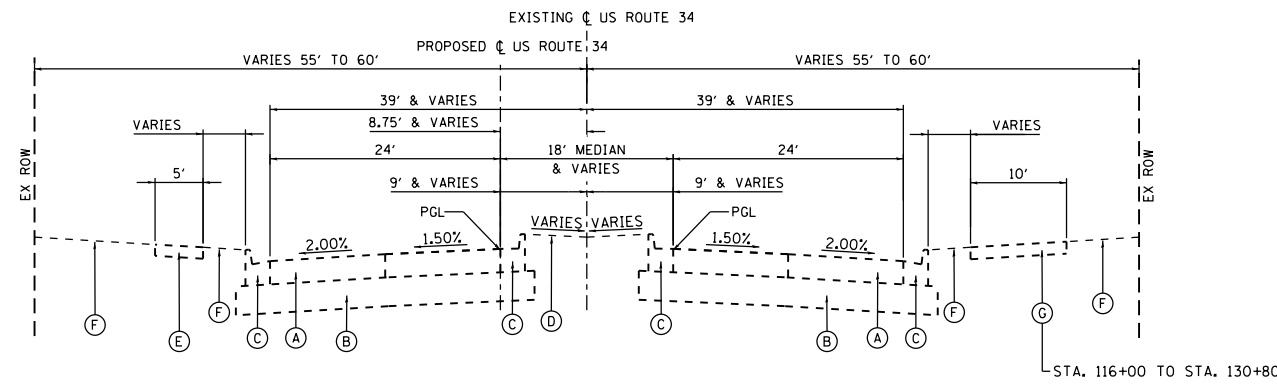 EXISTING ℄ US ROUTE 34
PROPOSED ℄ US ROUTE 34
VARIES 55' TO 60' VARIES 55' TO 60'
39' & VARIES 39' & VARIES
VARIES 8.75' & VARIES VARIES
24' 18' MEDIAN 24'
& VARIES
5' 9' & VARIES 9' & VARIES 10'
EX ROW EX ROW
PGL VARIES VARIES PGL
2.00% 1.50% 1.50% 2.00%
F F C A C D C A C F F
E B B G
STA. 116+00 TO STA. 130+80